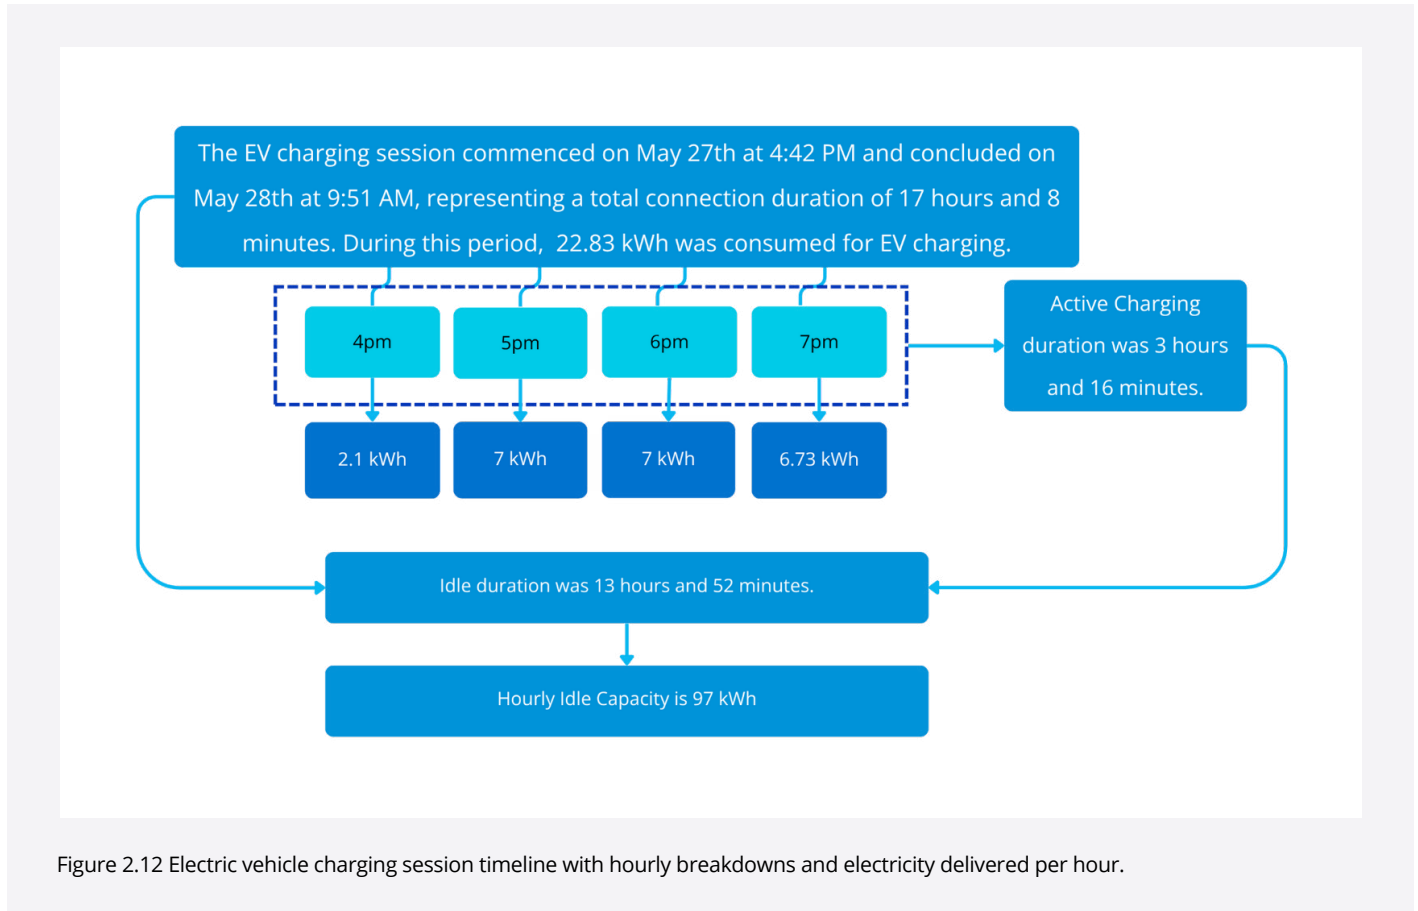 The EV charging session commenced on May 27th at 4:42 PM and concluded on
May 28th at 9:51 AM, representing a total connection duration of 17 hours and 8
minutes. During this period, 22.83 kWh was consumed for EV charging.
4pm
5pm
6pm
7pm
Active Charging
duration was 3 hours
and 16 minutes.
2.1 kWh
7 kWh
7 kWh
6.73 kWh
Idle duration was 13 hours and 52 minutes.
Hourly Idle Capacity is 97 kWh
Figure 2.12 Electric vehicle charging session timeline with hourly breakdowns and electricity delivered per hour.